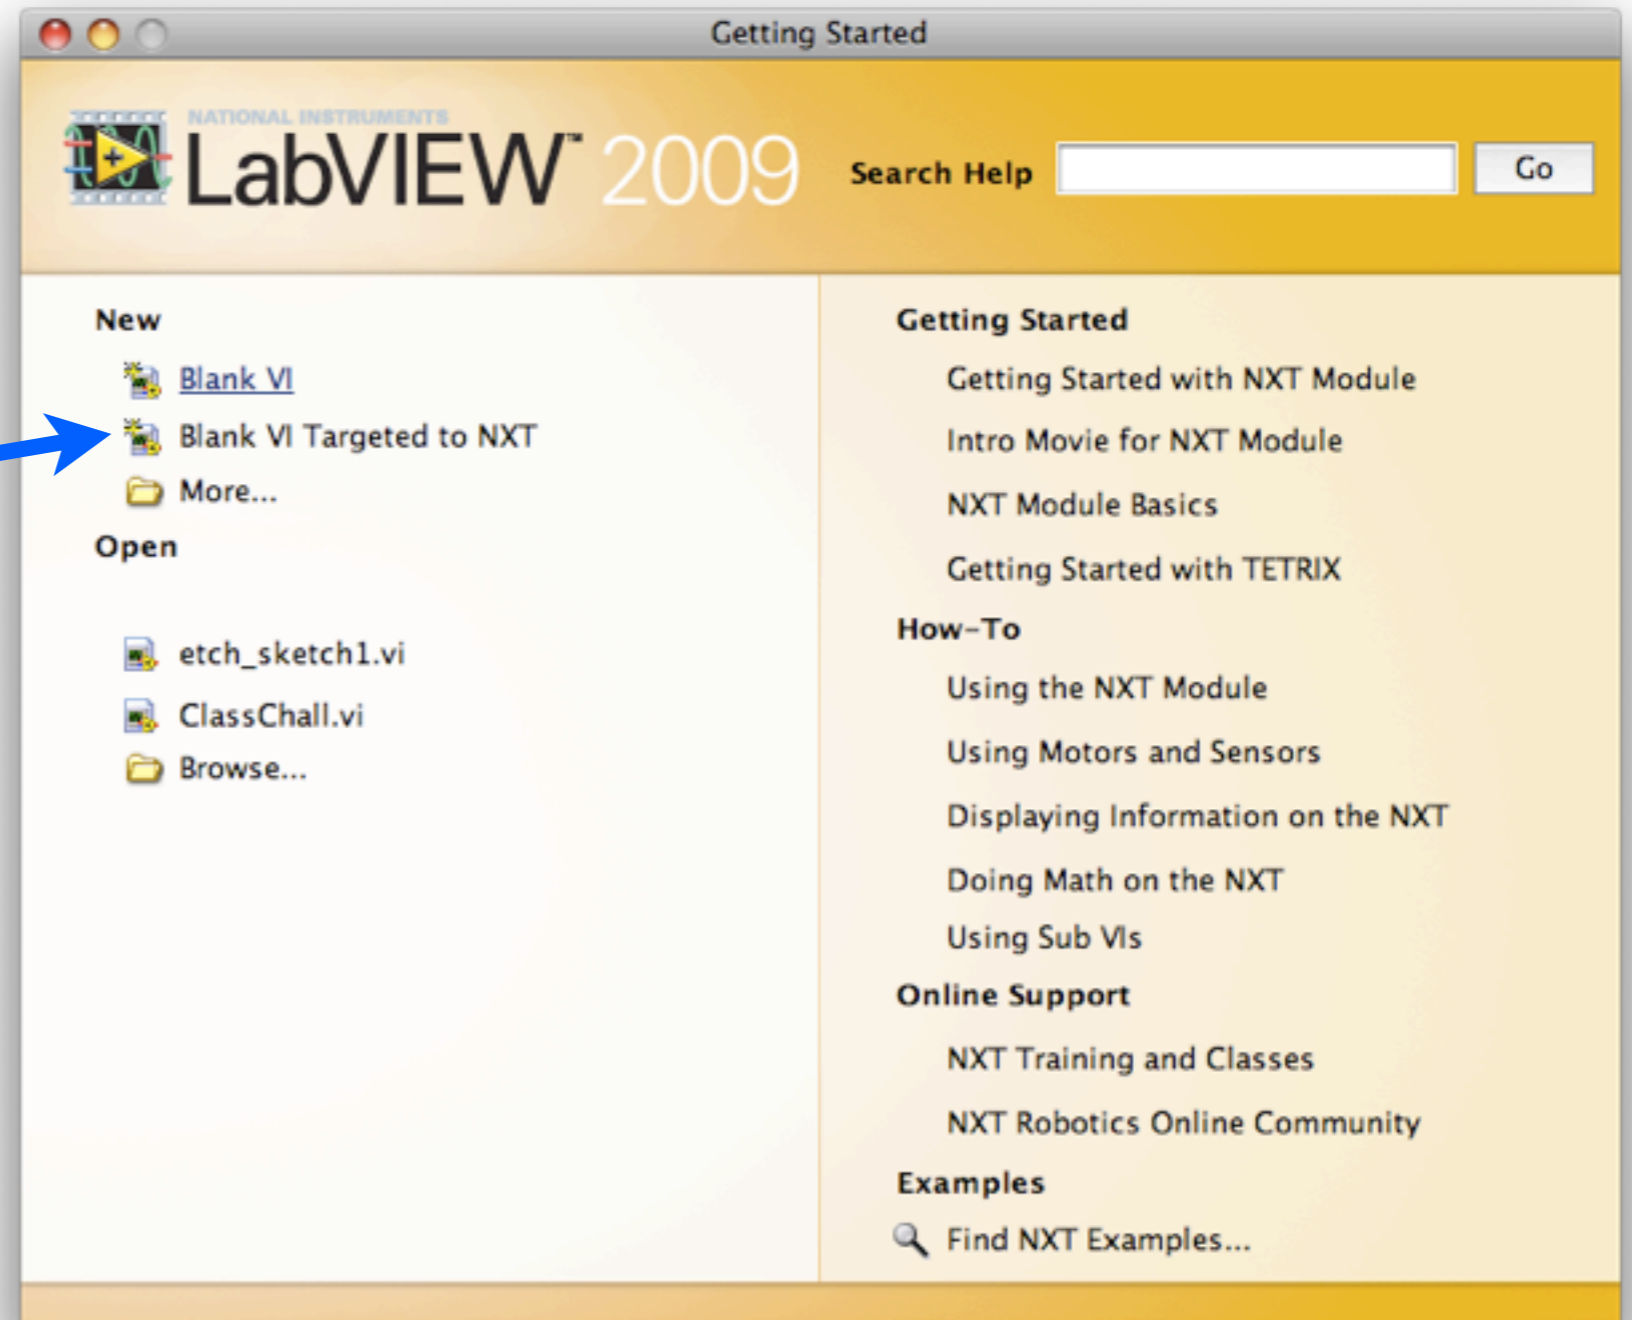 Getting Started
NATIONAL INSTRUMENTS
LabVIEW™ 2009
Search Help
Go
New
Blank VI
Blank VI Targeted to NXT
More...
Open
etch_sketch1.vi
ClassChall.vi
Browse...
Getting Started
Getting Started with NXT Module
Intro Movie for NXT Module
NXT Module Basics
Getting Started with TETRIX
How-To
Using the NXT Module
Using Motors and Sensors
Displaying Information on the NXT
Doing Math on the NXT
Using Sub VIs
Online Support
NXT Training and Classes
NXT Robotics Online Community
Examples
Find NXT Examples...